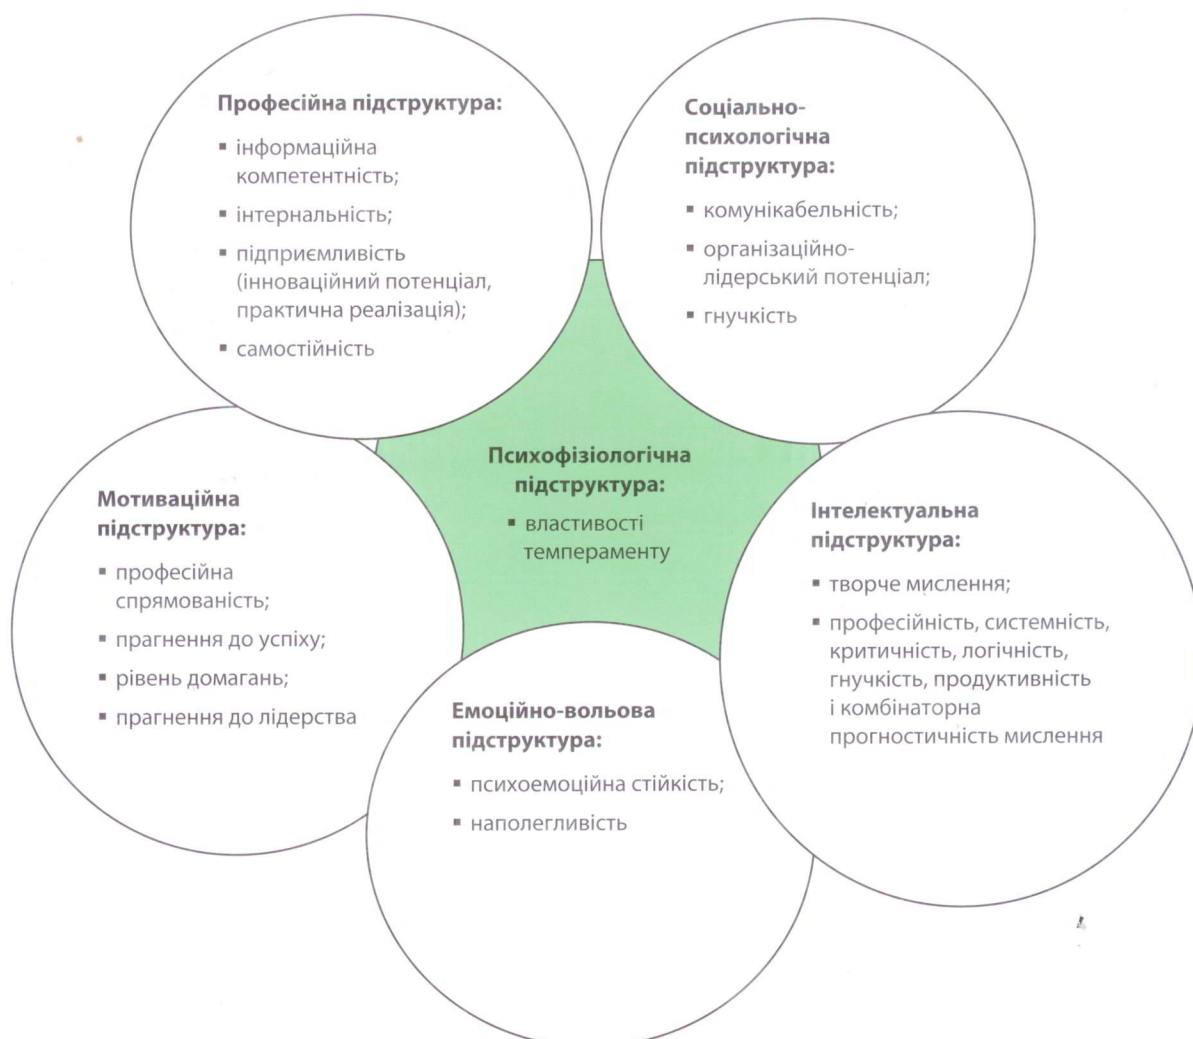 Професійна підструктура:
▪ інформаційна
компетентність;
▪ інтернальність;
▪ підприємливість
(інноваційний потенціал,
практична реалізація);
▪ самостійність
Соціально-
психологічна
підструктура:
▪ комунікабельність;
▪ організаційно-
лідерський потенціал;
▪ гнучкість
Психофізіологічна
підструктура:
▪ властивості
темпераменту
Мотиваційна
підструктура:
▪ професійна
спрямованість;
▪ прагнення до успіху;
▪ рівень домагань;
▪ прагнення до лідерства
Інтелектуальна
підструктура:
▪ творче мислення;
▪ професійність, системність,
критичність, логічність,
гнучкість, продуктивність
і комбінаторна
прогностичність мислення
Емоційно-вольова
підструктура:
▪ психоемоційна стійкість;
▪ наполегливість